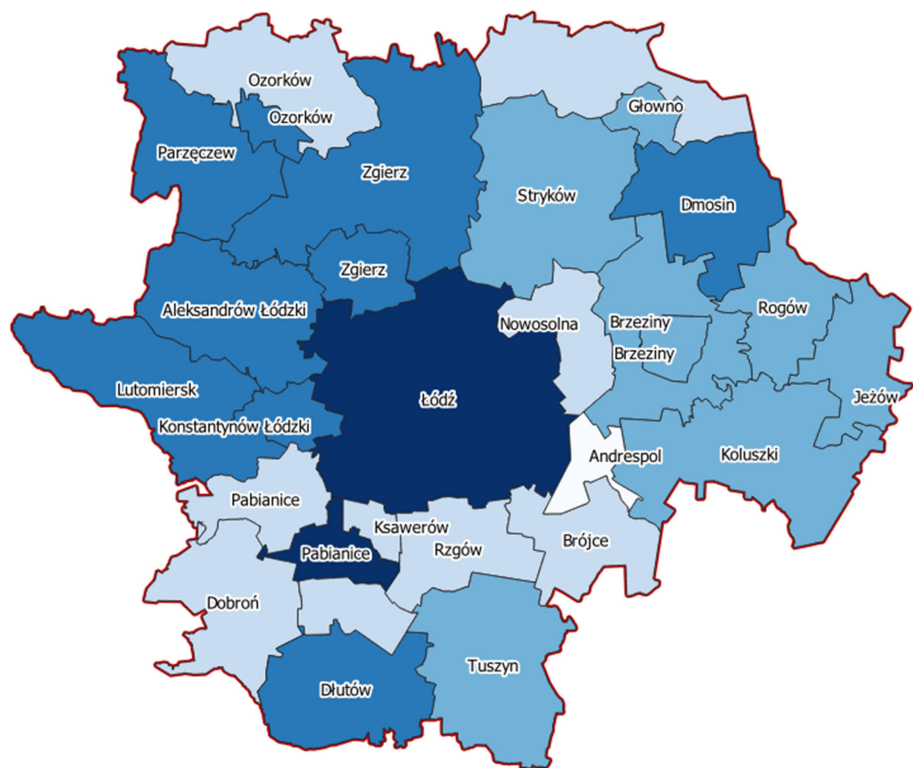 Ozorków
Głowno
Ozorków
Parzęczew
Zgierz
Stryków
Dmosin
Zgierz
Aleksandrów Łódzki
Rogów
Nowosolna
Brzeziny
Brzeziny
Lutomiersk
Łódź
Jeżów
Konstantynów Łódzki
Andrespol
Koluszki
Pabianice
Ksawerów
Brójce
Rzgów
Pabianice
Dobroń
Tuszyn
Dłutów